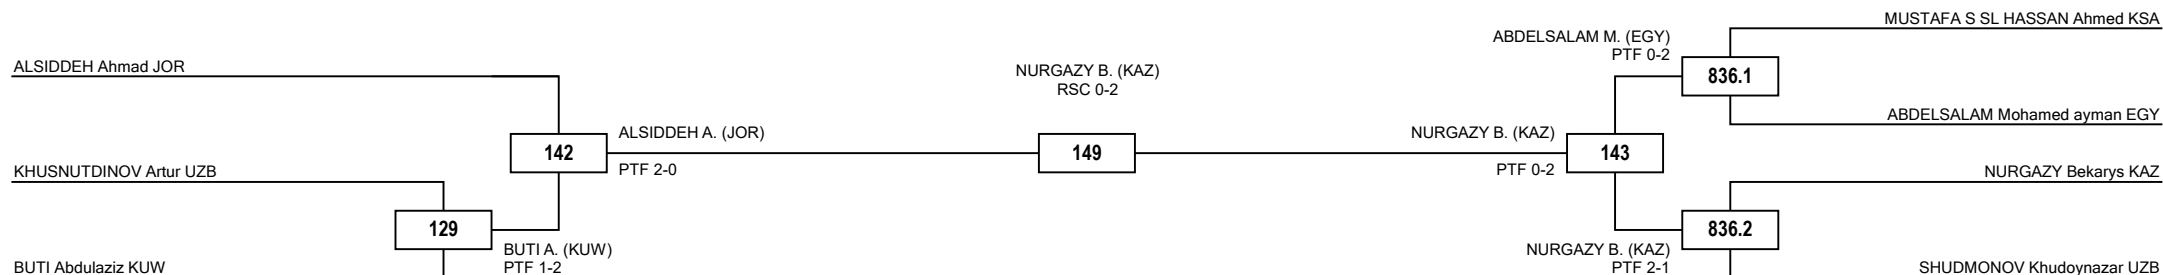 MUSTAFA S SL HASSAN Ahmed KSA
ABDELSALAM M. (EGY)
PTF 0-2
ALSIDDEH Ahmad JOR
NURGAZY B. (KAZ)
RSC 0-2
836.1
ABDELSALAM Mohamed ayman EGY
ALSIDDEH A. (JOR)
NURGAZY B. (KAZ)
142
149
143
PTF 2-0
PTF 0-2
KHUSNUTDINOV Artur UZB
NURGAZY Bekarys KAZ
129
836.2
BUTI A. (KUW)
NURGAZY B. (KAZ)
BUTI Abdulaziz KUW
PTF 1-2
PTF 2-1
SHUDMONOV Khudoynazar UZB